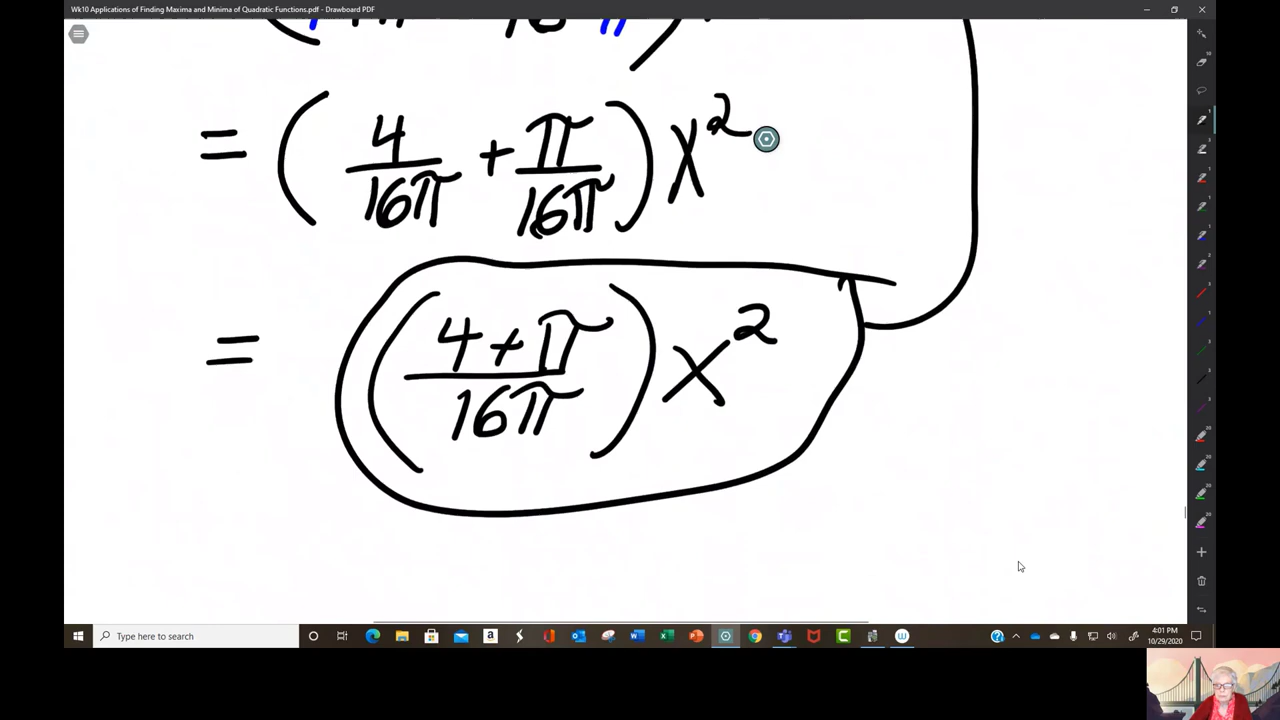 Wk10 Applications of Finding Maxima and Minima of Quadratic Functions.pdf - Drawboard PDF
= ( 4/16π + π/16π ) x²
= ( (4 + π)/16π ) x²
Type here to search
4:01 PM
10/29/2020